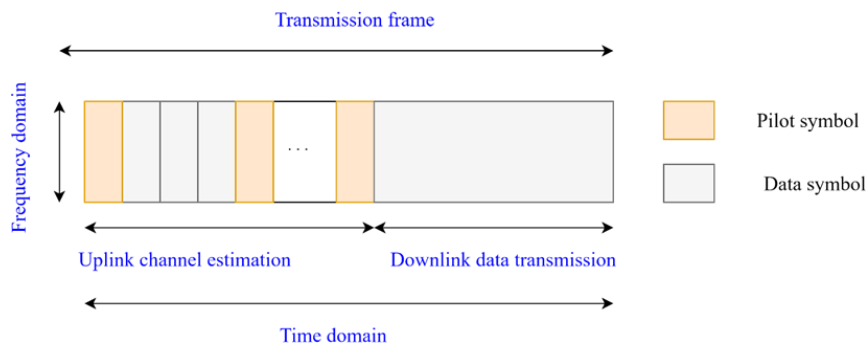 Transmission frame
Frequency domain
...
Pilot symbol
Data symbol
Uplink channel estimation
Downlink data transmission
Time domain